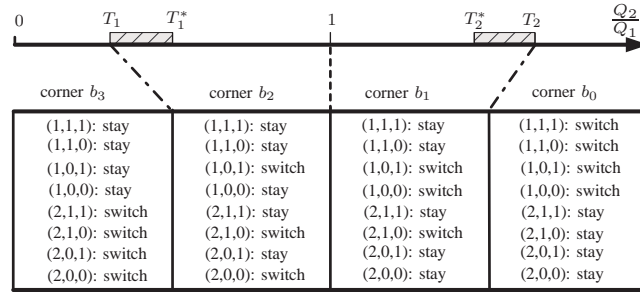 0 T1 T1* 1 T2* T2 Q2/Q1
corner b3 corner b2 corner b1 corner b0
(1,1,1): stay (1,1,1): stay (1,1,1): stay (1,1,1): switch
(1,1,0): stay (1,1,0): stay (1,1,0): stay (1,1,0): switch
(1,0,1): stay (1,0,1): switch (1,0,1): switch (1,0,1): switch
(1,0,0): stay (1,0,0): stay (1,0,0): switch (1,0,0): switch
(2,1,1): switch (2,1,1): stay (2,1,1): stay (2,1,1): stay
(2,1,0): switch (2,1,0): switch (2,1,0): switch (2,1,0): stay
(2,0,1): switch (2,0,1): stay (2,0,1): stay (2,0,1): stay
(2,0,0): switch (2,0,0): switch (2,0,0): stay (2,0,0): stay